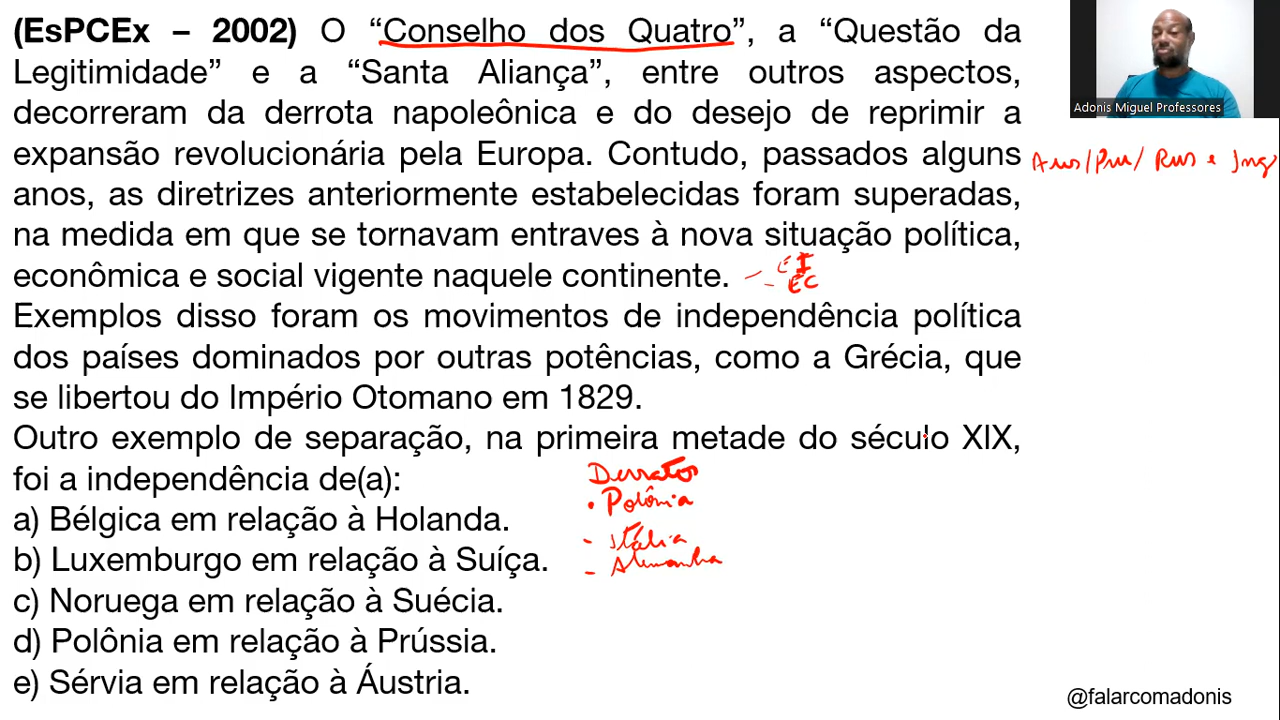 (EsPCEx – 2002) O “Conselho dos Quatro”, a “Questão da
Legitimidade” e a “Santa Aliança”, entre outros aspectos,
decorreram da derrota napoleônica e do desejo de reprimir a
expansão revolucionária pela Europa. Contudo, passados alguns
anos, as diretrizes anteriormente estabelecidas foram superadas,
na medida em que se tornavam entraves à nova situação política,
econômica e social vigente naquele continente.
Exemplos disso foram os movimentos de independência política
dos países dominados por outras potências, como a Grécia, que
se libertou do Império Otomano em 1829.
Outro exemplo de separação, na primeira metade do século XIX,
foi a independência de(a):
a) Bélgica em relação à Holanda.
b) Luxemburgo em relação à Suíça.
c) Noruega em relação à Suécia.
d) Polônia em relação à Prússia.
e) Sérvia em relação à Áustria.
Adonis Miguel Professores
Aus/Pru/ Rus e Ing
• Polônia
- Itália
- Alemanha
@falarcomadonis